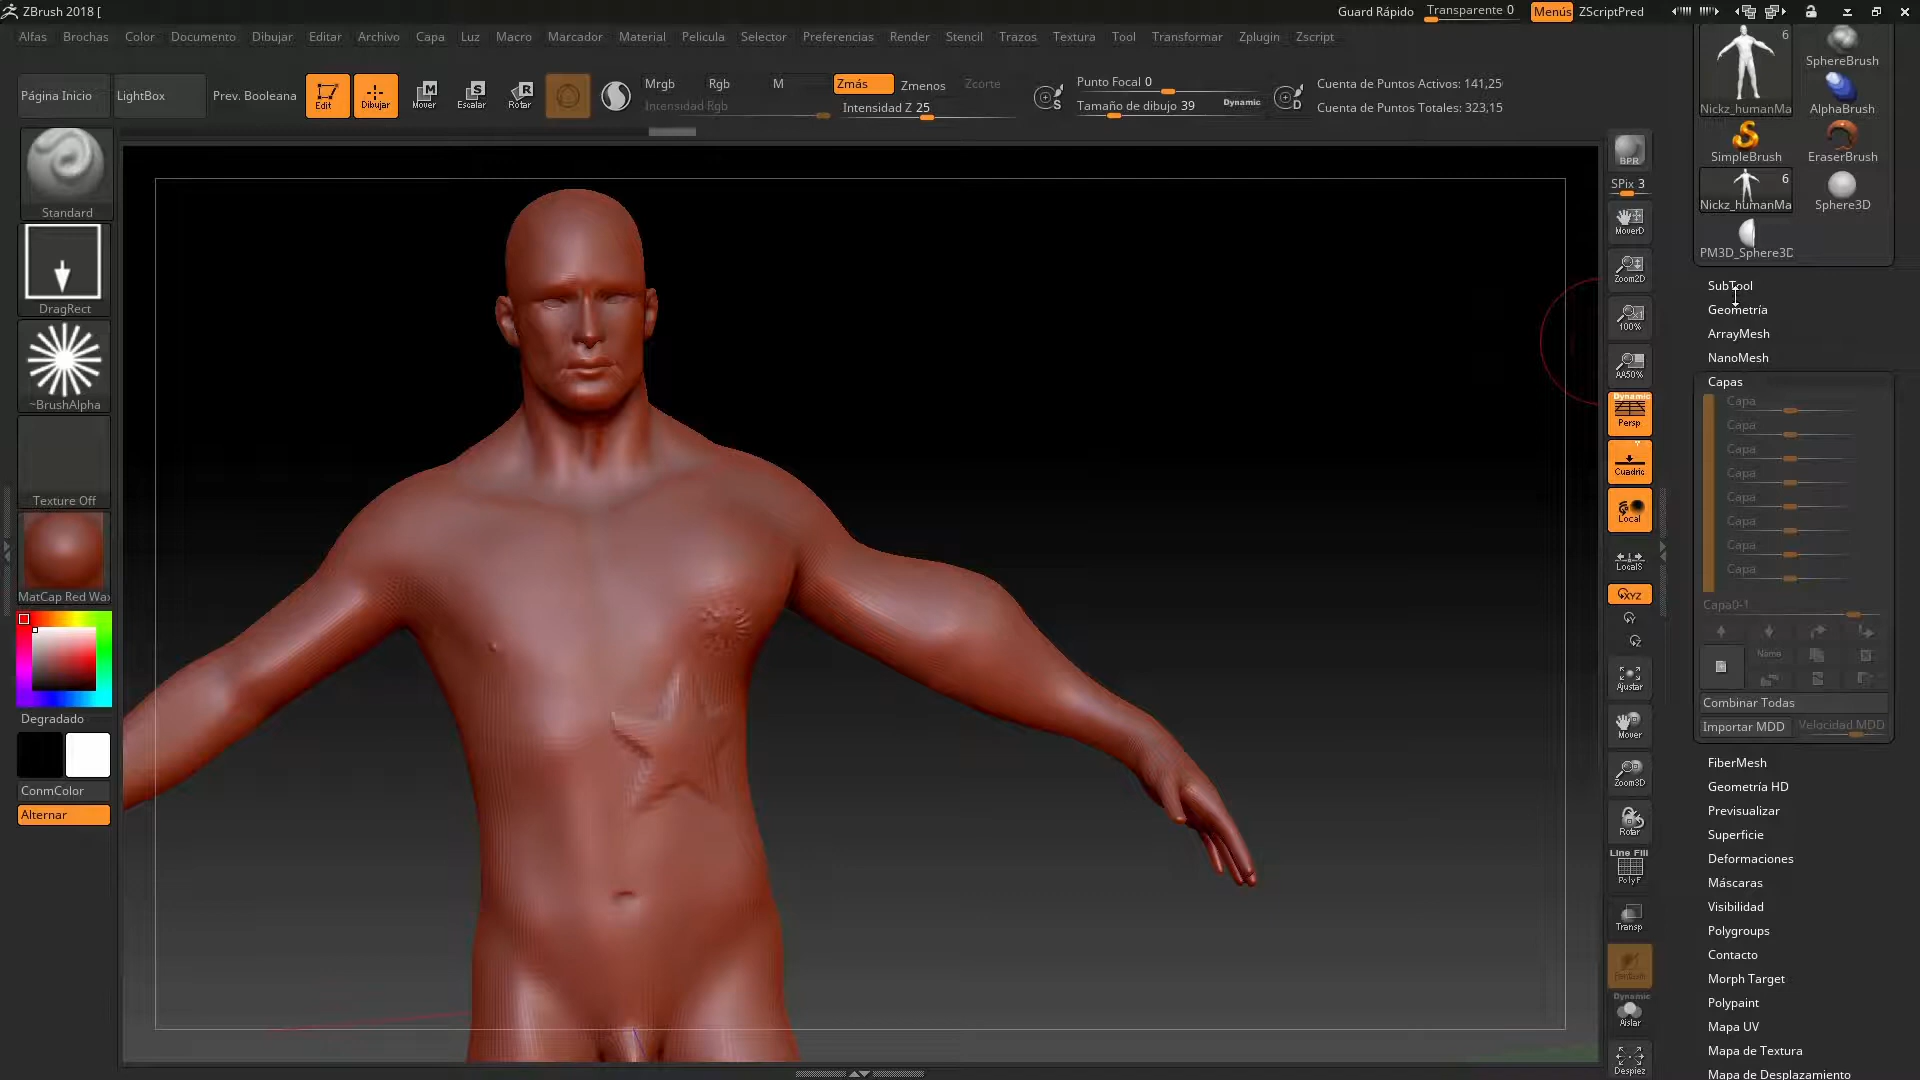 ZBrush 2018 [
Guard Rápido
Transparente 0
Menús
ZScriptPred
Alfas
Brochas
Color
Documento
Dibujar
Editar
Archivo
Capa
Luz
Macro
Marcador
Material
Pelicula
Selector
Preferencias
Render
Stencil
Trazos
Textura
Tool
Transformar
Zplugin
Zscript
Página Inicio
LightBox
Prev. Booleana
Edit
Dibujar
Mover
Escalar
Rotar
Mrgb
Rgb
M
Intensidad Rgb
Zmás
Zmenos
Zcorte
Intensidad Z 25
Punto Focal 0
Tamaño de dibujo 39
Dynamic
Cuenta de Puntos Activos: 141,25
Cuenta de Puntos Totales: 323,15
Standard
DragRect
~BrushAlpha
Texture Off
MatCap Red Wax
Degradado
ConmColor
Alternar
BPR
SPix 3
MoverD
Zoom2D
100%
AA50%
Dynamic
Persp
Cuadric
Local
LocalS
XYZ
Ajustar
Mover
Zoom3D
Rotar
Line Fill
PolyF
Transp
Dynamic
Aislar
Despiez
6
Nickz_humanMa
SphereBrush
AlphaBrush
SimpleBrush
EraserBrush
6
Nickz_humanMa
Sphere3D
PM3D_Sphere3D
SubTool
Geometría
ArrayMesh
NanoMesh
Capas
Capa
Capa
Capa
Capa
Capa
Capa
Capa
Capa
Capa0-1
Name
Combinar Todas
Importar MDD
Velocidad MDD
FiberMesh
Geometría HD
Previsualizar
Superficie
Deformaciones
Máscaras
Visibilidad
Polygroups
Contacto
Morph Target
Polypaint
Mapa UV
Mapa de Textura
Mapa de Desplazamiento